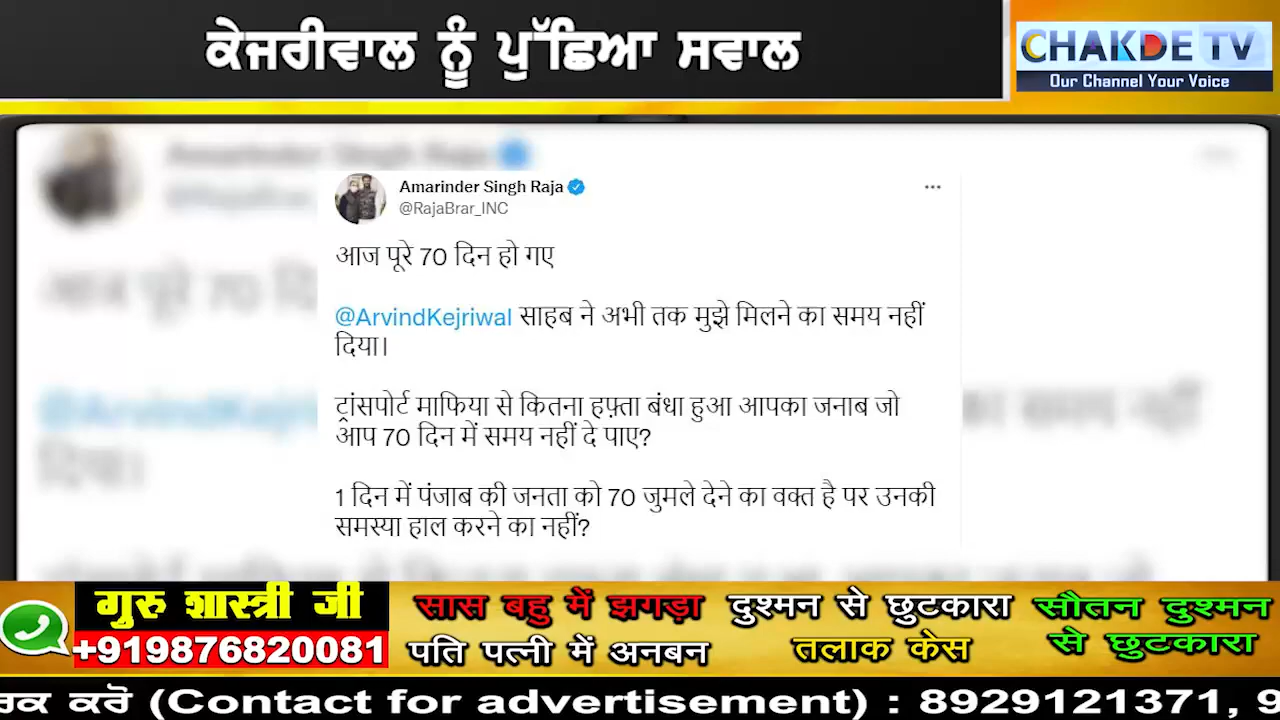 ਕੇਜਰੀਵਾਲ ਨੂੰ ਪੁੱਛਿਆ ਸਵਾਲ
CHAKDE TV
Our Channel Your Voice
Amarinder Singh Raja
@RajaBrar_INC
आज पूरे 70 दिन हो गए
@ArvindKejriwal साहब ने अभी तक मुझे मिलने का समय नहीं
दिया।
ट्रांसपोर्ट माफिया से कितना हफ़्ता बंधा हुआ आपका जनाब जो
आप 70 दिन में समय नहीं दे पाए?
1 दिन में पंजाब की जनता को 70 जुमले देने का वक्त है पर उनकी
समस्या हाल करने का नहीं?
गुरु शास्त्री जी
+919876820081
सास बहु में झगड़ा
पति पत्नी में अनबन
दुश्मन से छुटकारा
तलाक केस
सौतन दुश्मन
से छुटकारा
ਕਰੋ (Contact for advertisement) : 8929121371, 9